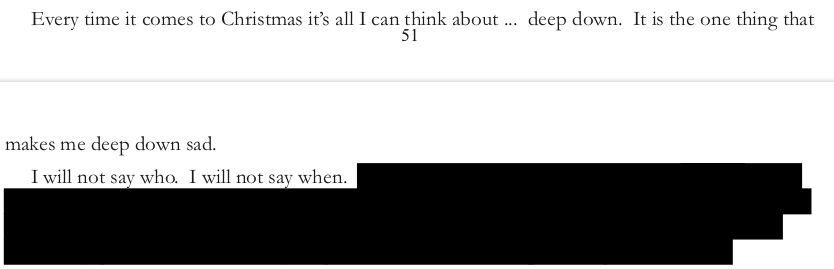 Every time it comes to Christmas it’s all I can think about ...  deep down.  It is the one thing that
51
makes me deep down sad.
I will not say who.  I will not say when.